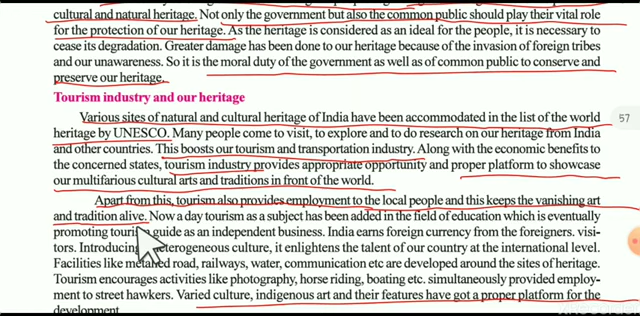 cultural and natural heritage. Not only the government but also the common public should play their vital role
for the protection of our heritage. As the heritage is considered as an ideal for the people, it is necessary to
cease its degradation. Greater damage has been done to our heritage because of the invasion of foreign tribes
and our unawareness. So it is the moral duty of the government as well as of common public to conserve and
preserve our heritage.
Tourism industry and our heritage
Various sites of natural and cultural heritage of India have been accommodated in the list of the world
57
heritage by UNESCO. Many people come to visit, to explore and to do research on our heritage from India
and other countries. This boosts our tourism and transportation industry. Along with the economic benefits to
the concerned states, tourism industry provides appropriate opportunity and proper platform to showcase
our multifarious cultural arts and traditions in front of the world.
Apart from this, tourism also provides employment to the local people and this keeps the vanishing art
and tradition alive. Now a day tourism as a subject has been added in the field of education which is eventually
promoting tourism guide as an independent business. India earns foreign currency from the foreigners. visi-
tors. Introducing heterogeneous culture, it enlightens the talent of our country at the international level.
Facilities like metaled road, railways, water, communication etc are developed around the sites of heritage.
Tourism encourages activities like photography, horse riding, boating etc. simultaneously provided employ-
ment to street hawkers. Varied culture, indigenous art and their features have got a proper platform for the
development.